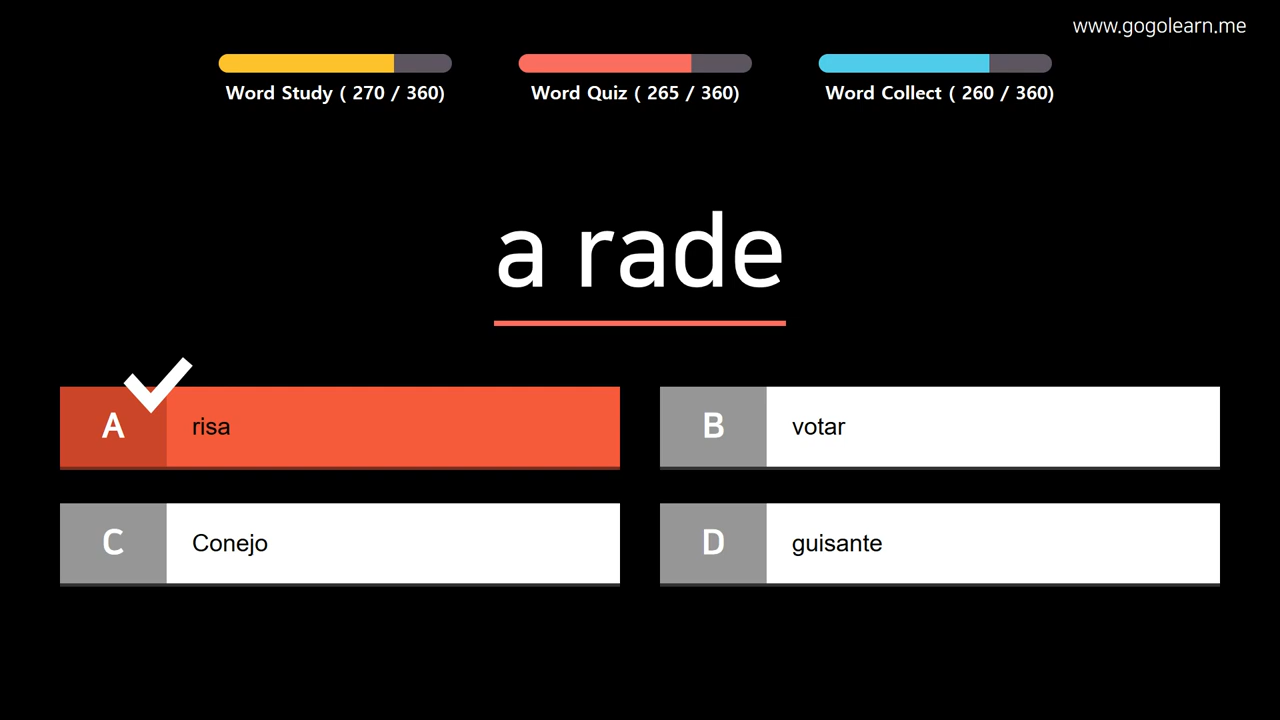 www.gogolearn.me
Word Study ( 270 / 360)
Word Quiz ( 265 / 360)
Word Collect ( 260 / 360)
a rade
A risa
B votar
C Conejo
D guisante